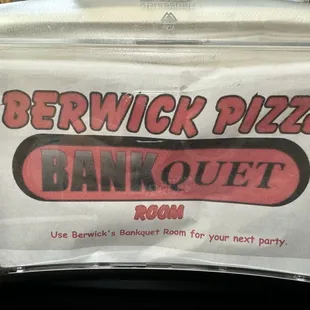 BERWICK PIZZ
BANKQUET
ROOM
Use Berwick's Bankquet Room for your next party.